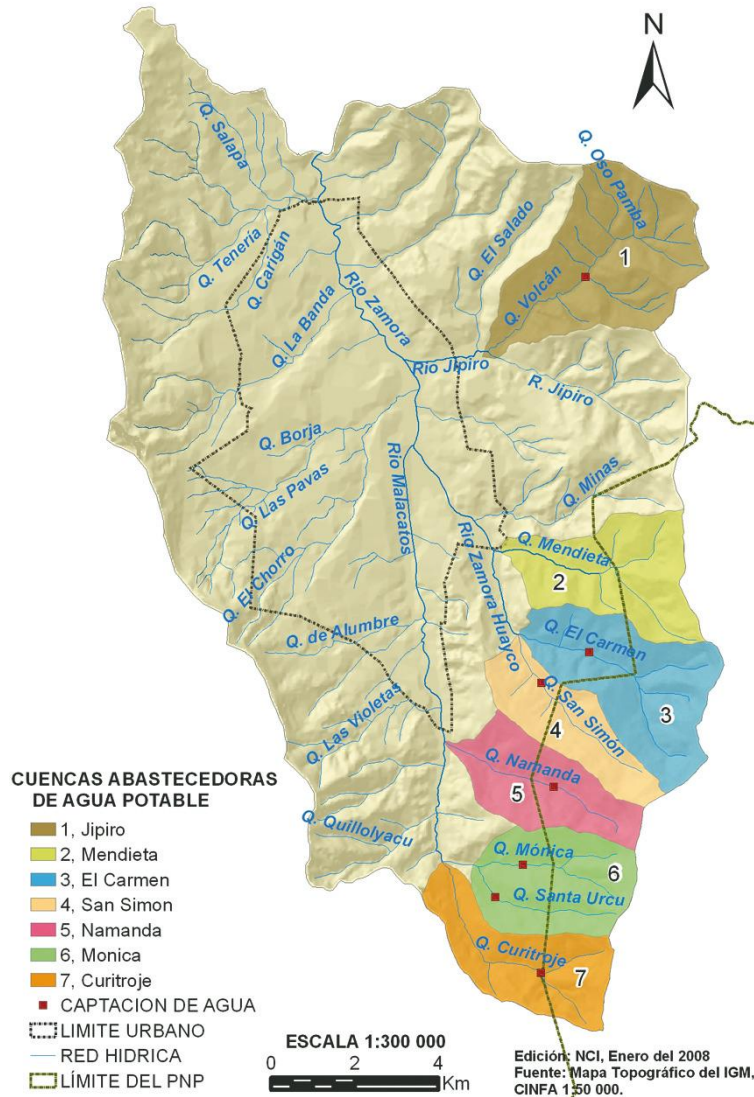 N
Q. Salapa
Q. Oso Pamba
Q. Tenería
Q. Carigán
Q. El Salado
1
Q. La Banda
Rio Zamora
Q. Volcán
Rio Jipiro
R. Jipiro
Q. Borja
Q. Las Pavas
Rio Malacatos
Q. Minas
Rio Zamora Huayco
Q. Mendieta
2
Q. El Chorro
Q. de Alumbre
Q. El Carmen
Q. San Simón
3
4
Q. Las Violetas
Q. Namanda
5
Q. Quillolyacu
Q. Mónica
6
Q. Santa Urcu
Q. Curitroje
7
CUENCAS ABASTECEDORAS
DE AGUA POTABLE
1, Jipiro
2, Mendieta
3, El Carmen
4, San Simon
5, Namanda
6, Monica
7, Curitroje
CAPTACION DE AGUA
LIMITE URBANO
RED HIDRICA
LÍMITE DEL PNP
ESCALA 1:300 000
0 2 4
Km
Edición: NCI, Enero del 2008
Fuente: Mapa Topográfico del IGM,
CINFA 1:50 000.